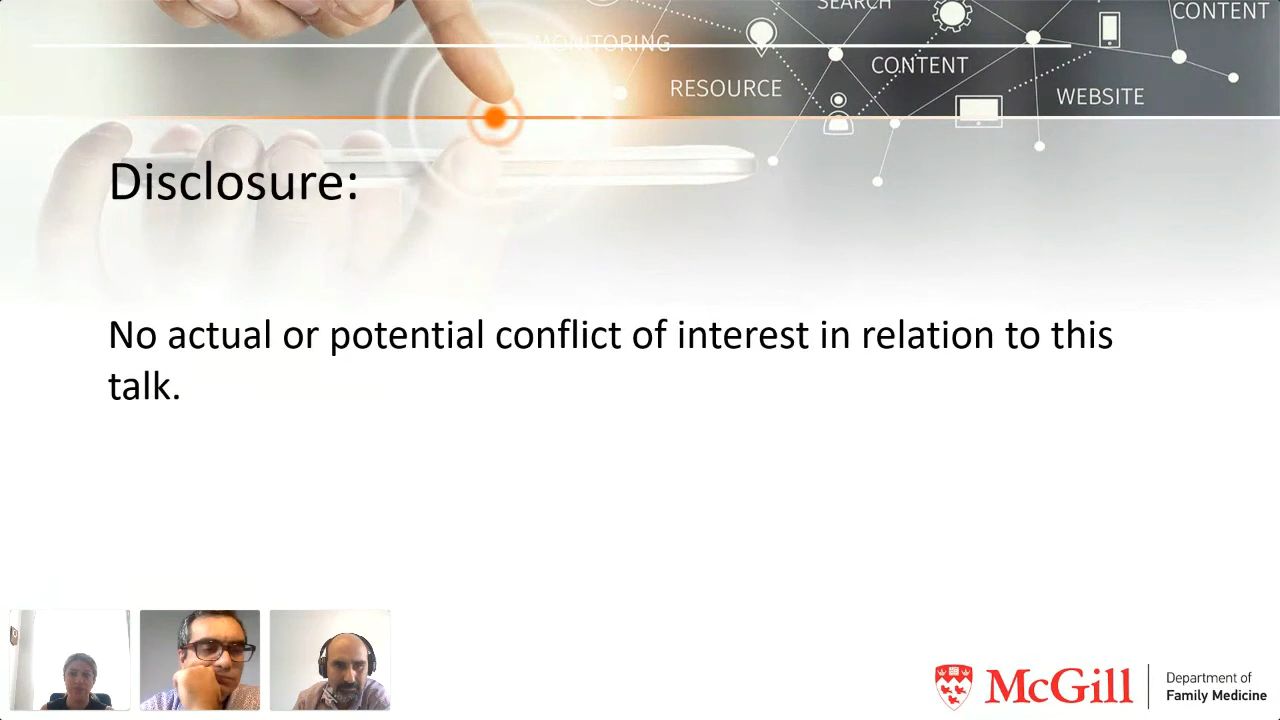 SEARCH
CONTENT
MONITORING
CONTENT
RESOURCE
WEBSITE
Disclosure:
No actual or potential conflict of interest in relation to this
talk.
McGill
Department of
Family Medicine